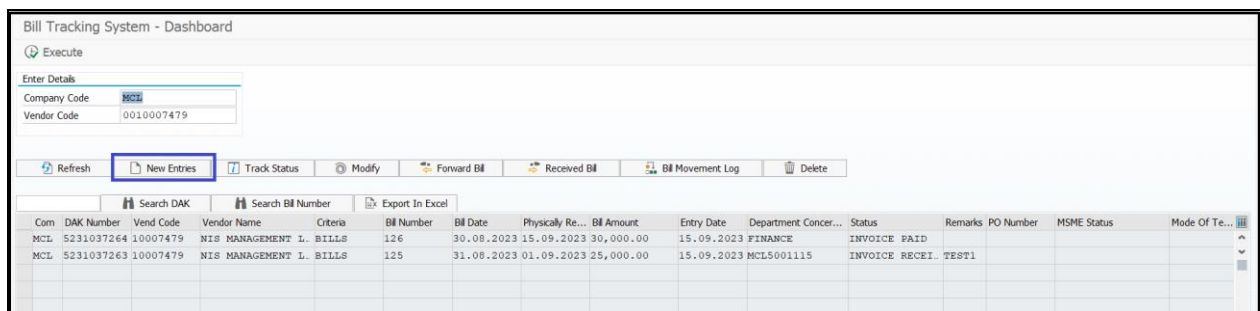 Bill Tracking System - Dashboard
Execute
Enter Details
Company Code MCL
Vendor Code 0010007479
Refresh New Entries Track Status Modify Forward Bill Received Bill Bill Movement Log Delete
Search DAK Search Bill Number Export In Excel
Com DAK Number Vend Code Vendor Name Criteria Bill Number Bill Date Physically Re... Bill Amount Entry Date Department Concer... Status Remarks PO Number MSME Status Mode Of Te...
MCL 5231037264 10007479 NIS MANAGEMENT L. BILLS 126 30.08.2023 15.09.2023 30,000.00 15.09.2023 FINANCE INVOICE PAID
MCL 5231037263 10007479 NIS MANAGEMENT L. BILLS 125 31.08.2023 01.09.2023 25,000.00 15.09.2023 MCL5001115 INVOICE RECEI… TEST1